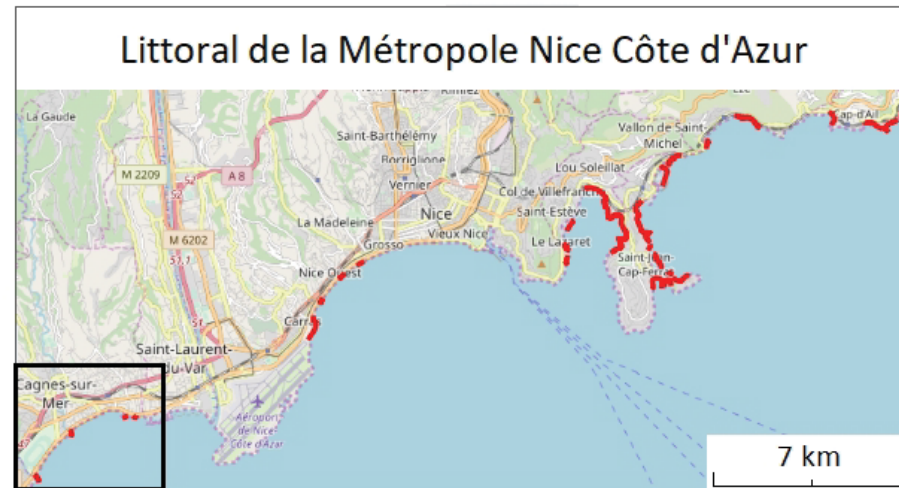 Littoral de la Métropole Nice Côte d'Azur
La Gaude
Saint-Barthélémy
Vallon de Saint-
Michel
Cap-d'Ail
M 2209
A 8
Borriglione
Vernier
Lou Soleillat
Col de Villefranche
La Madeleine
Nice
Saint-Estève
M 6202
Grosso
Vieux Nice
Le Lazaret
Nice Ouest
Saint-Jean-
Cap-Ferrat
Carras
Saint-Laurent-
du-Var
Cagnes-sur-
Mer
Aéroport
de Nice-
Côte d'Azur
7 km